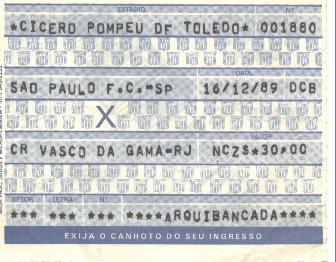 ESTÁDIO Nº
*CICERO POMPEU DE TOLEDO* 001880
DATA
SAO PAULO F.C.-SP 16/12/89 DCB
X
VALOR
CR VASCO DA GAMA-RJ NCZ$*30,00
SETOR LETRA Nº
*** *** *** ****ARQUIBANCADA****
EXIJA O CANHOTO DO SEU INGRESSO